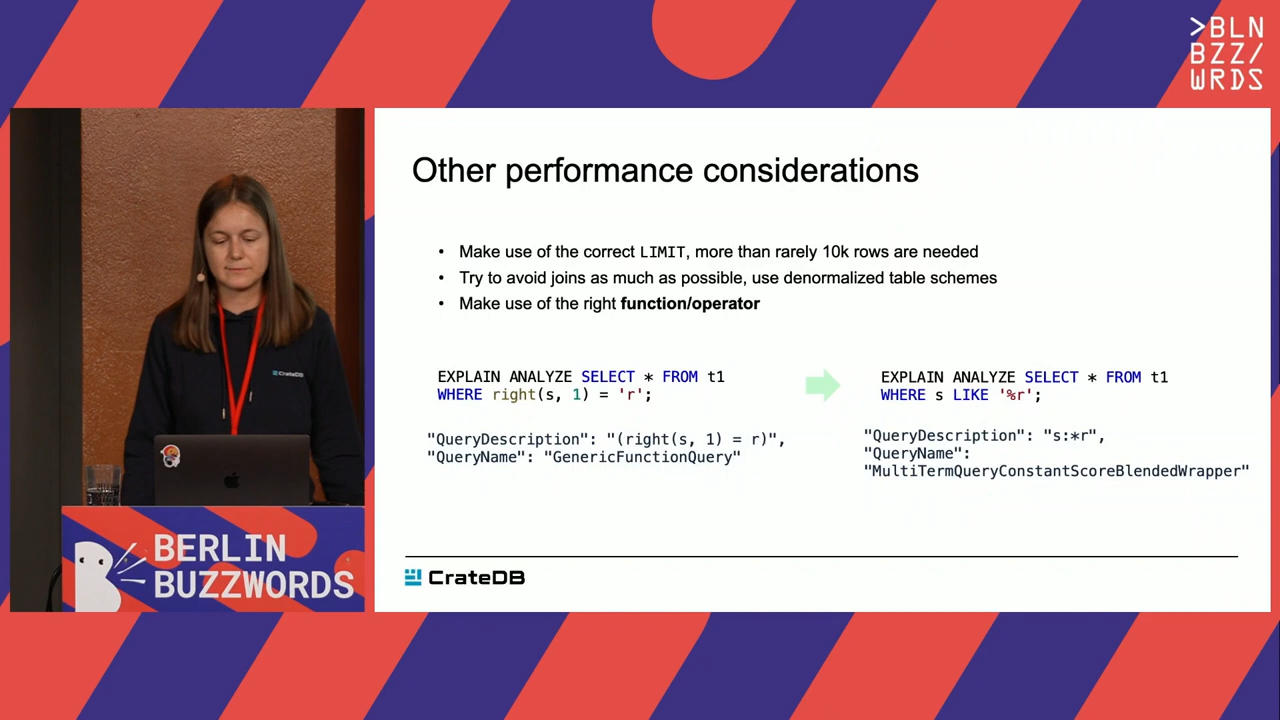 >BLN
BZZ/
WRDS
Other performance considerations
• Make use of the correct LIMIT, more than rarely 10k rows are needed
• Try to avoid joins as much as possible, use denormalized table schemes
• Make use of the right function/operator
EXPLAIN ANALYZE SELECT * FROM t1
WHERE right(s, 1) = 'r';
"QueryDescription": "(right(s, 1) = r)",
"QueryName": "GenericFunctionQuery"
EXPLAIN ANALYZE SELECT * FROM t1
WHERE s LIKE '%r';
"QueryDescription": "s:*r",
"QueryName":
"MultiTermQueryConstantScoreBlendedWrapper"
CrateDB
CrateDB
BERLIN
BUZZWORDS